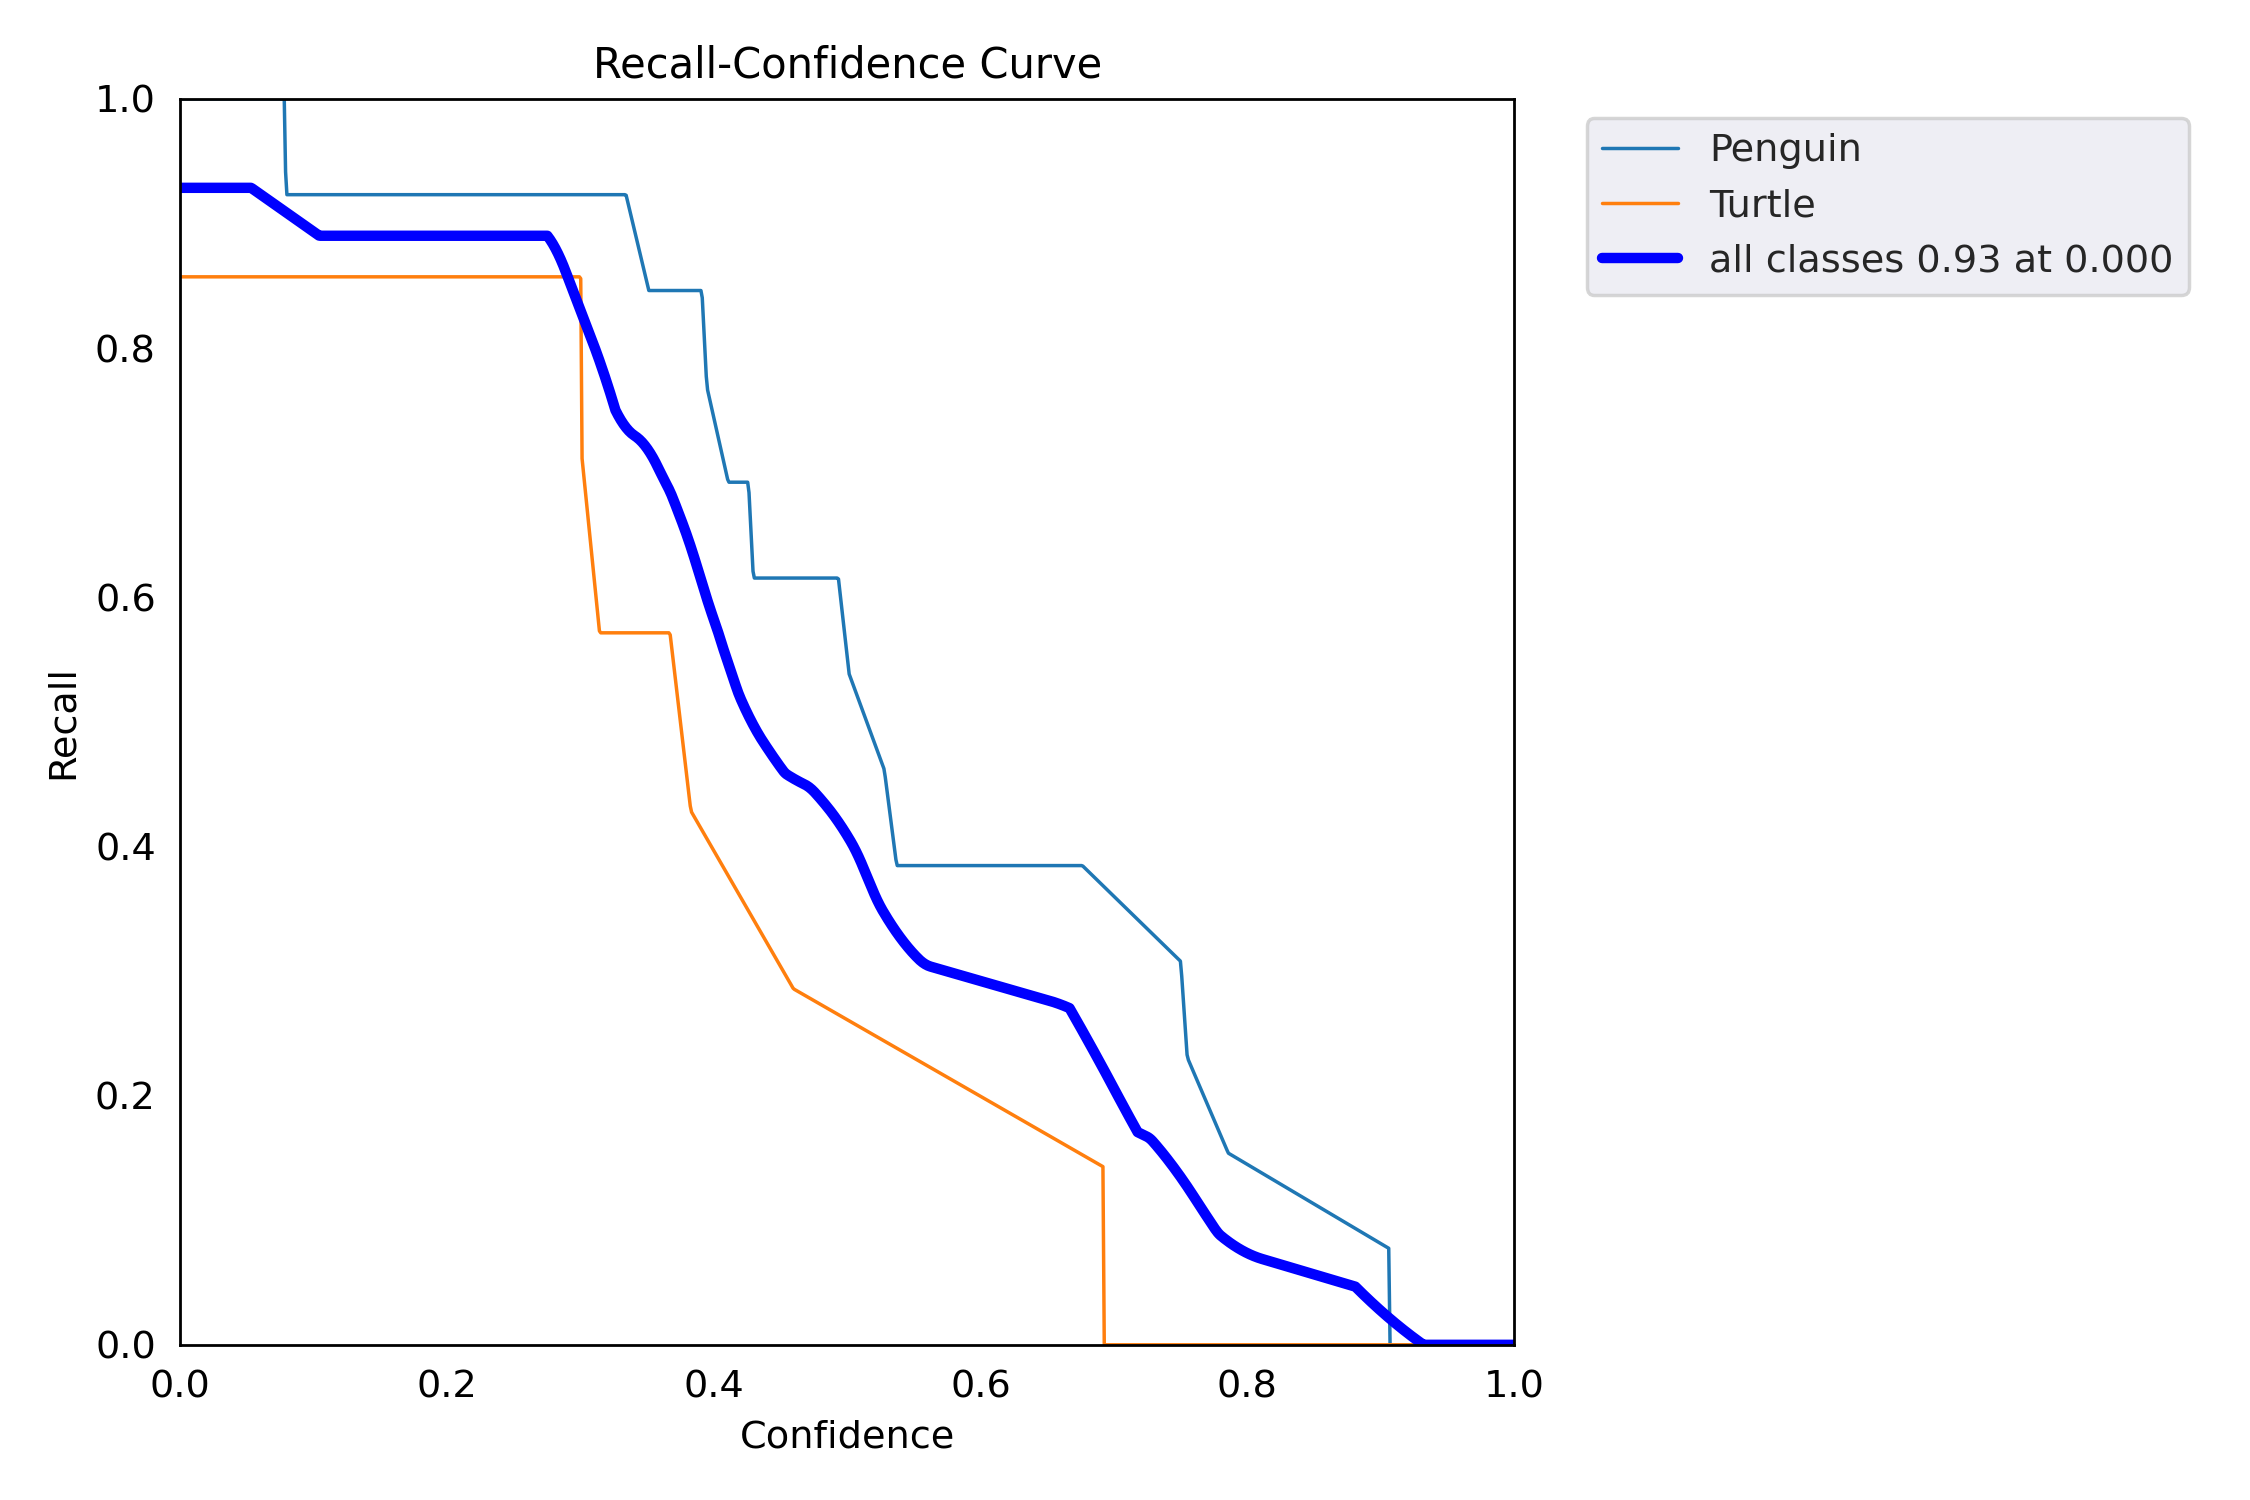 Recall-Confidence Curve
1.0
0.8
0.6
0.4
0.2
0.0
Recall
0.0 0.2 0.4 0.6 0.8 1.0
Confidence
Penguin
Turtle
all classes 0.93 at 0.000